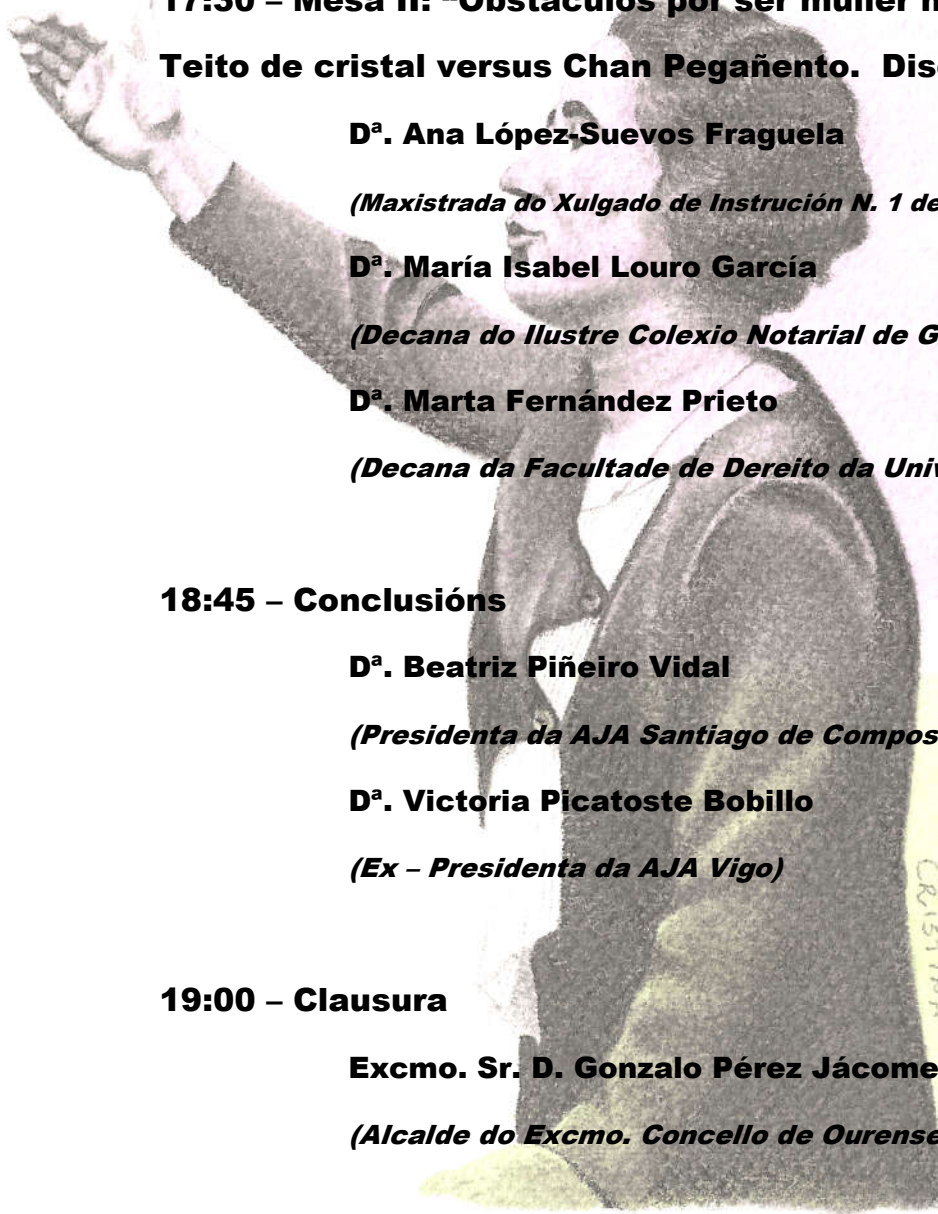 17:30 – Mesa II: “Obstáculos por ser muller
Teito de cristal versus Chan Pegañento.
Dª. Ana López-Suevos Fraguela
(Maxistrada do Xulgado de Instrución N. 1 de
Dª. María Isabel Louro García
(Decana do Ilustre Colexio Notarial de
Dª. Marta Fernández Prieto
(Decana da Facultade de Dereito da
18:45 – Conclusións
Dª. Beatriz Piñeiro Vidal
(Presidenta da AJA Santiago de
Dª. Victoria Picatoste Bobillo
(Ex – Presidenta da AJA Vigo)
CRISTINA
19:00 – Clausura
Excmo. Sr. D. Gonzalo Pérez Jácome
(Alcalde do Excmo. Concello de Ourense